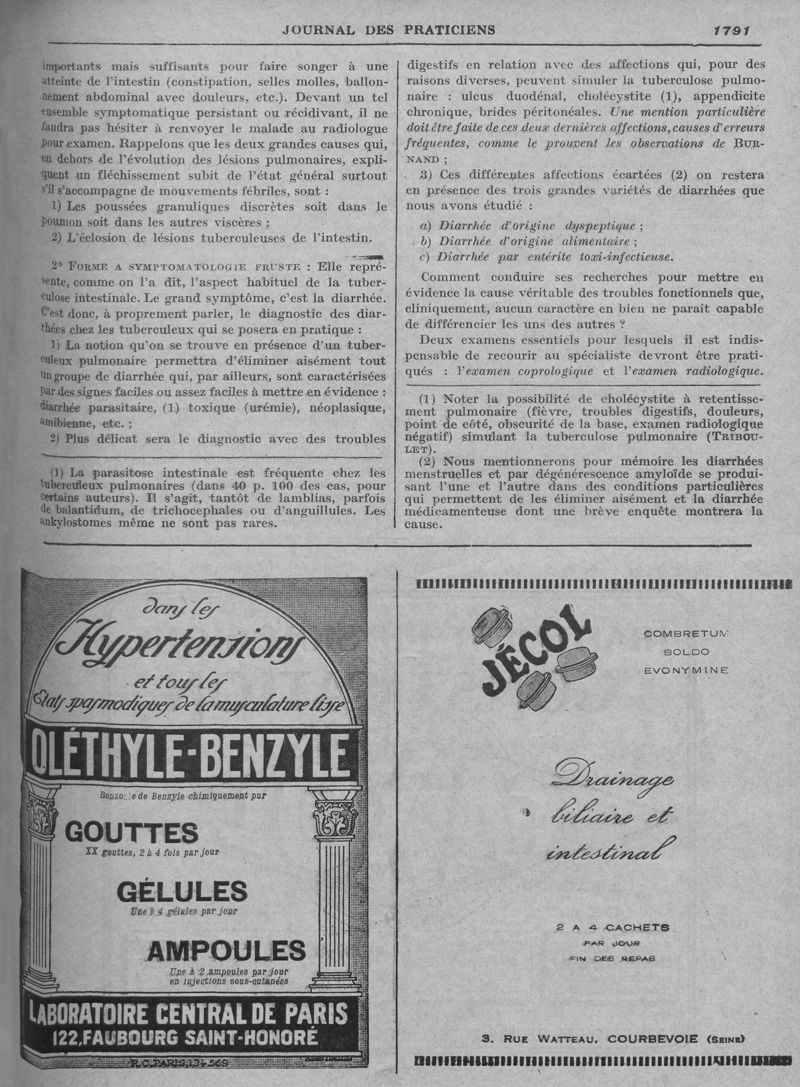 JOURNAL DES PRATICIENS
1791
importants mais suffisants pour faire songer à une
atteinte de l'intestin (constipation, selles molles, ballon-
nement abdominal avec douleurs, etc.). Devant un tel
ensemble symptomatique persistant ou récidivant, il ne
faudra pas hésiter à renvoyer le malade au radiologue
pour examen. Rappelons que les deux grandes causes qui,
en dehors de l'évolution des lésions pulmonaires, expli-
quent un fléchissement subit de l'état général surtout
s'il s'accompagne de mouvements fébriles, sont :
1) Les poussées granuliques discrètes soit dans le
poumon soit dans les autres viscères ;
2) L'éclosion de lésions tuberculeuses de l'intestin.
2° FORME A SYMPTOMATOLOGIE FRUSTE : Elle repré-
sente, comme on l'a dit, l'aspect habituel de la tuber-
culose intestinale. Le grand symptôme, c'est la diarrhée.
C'est donc, à proprement parler, le diagnostic des diar-
rhées chez les tuberculeux qui se posera en pratique :
1) La notion qu'on se trouve en présence d'un tuber-
culeux pulmonaire permettra d'éliminer aisément tout
un groupe de diarrhée qui, par ailleurs, sont caractérisées
par des signes faciles ou assez faciles à mettre en évidence :
diarrhée parasitaire, (1) toxique (urémie), néoplasique,
amibienne, etc. ;
2) Plus délicat sera le diagnostic avec des troubles
(1) La parasitose intestinale est fréquente chez les
tuberculeux pulmonaires (dans 40 p. 100 des cas, pour
certains auteurs). Il s'agit, tantôt de lamblias, parfois
de balantidum, de trichocephales ou d'anguillules. Les
ankylostomes même ne sont pas rares.
digestifs en relation avec des affections qui, pour des
raisons diverses, peuvent simuler la tuberculose pulmo-
naire : ulcus duodénal, cholécystite (1), appendicite
chronique, brides péritonéales. Une mention particulière
doit être faite de ces deux dernières affections, causes d'erreurs
fréquentes, comme le prouvent les observations de BUR-
NAND ;
3) Ces différentes affections écartées (2) on restera
en présence des trois grandes variétés de diarrhées que
nous avons étudié :
a) Diarrhée d'origine dyspeptique ;
b) Diarrhée d'origine alimentaire ;
c) Diarrhée par entérite toxi-infectieuse.
Comment conduire ses recherches pour mettre en
évidence la cause véritable des troubles fonctionnels que,
cliniquement, aucun caractère en bien ne paraît capable
de différencier les uns des autres ?
Deux examens essentiels pour lesquels il est indis-
pensable de recourir au spécialiste devront être prati-
qués : l'examen coprologique et l'examen radiologique.
(1) Noter la possibilité de cholécystite à retentisse-
ment pulmonaire (fièvre, troubles digestifs, douleurs,
point de côté, obscurité de la base, examen radiologique
négatif) simulant la tuberculose pulmonaire (TRIBOU-
LET).
(2) Nous mentionnerons pour mémoire les diarrhées
menstruelles et par dégénérescence amyloïde se produi-
sant l'une et l'autre dans des conditions particulières
qui permettent de les éliminer aisément et la diarrhée
médicamenteuse dont une brève enquête montrera la
cause.
dans les
Hypertensions
et tous les
États spasmodiques de la musculature lisse
OLÉTHYLE-BENZYLE
de Benzyle chimiquement pur
GOUTTES
XX gouttes, 2 à 4 fois par jour
GÉLULES
Une à 4 gélules par jour
AMPOULES
Une à 2 ampoules par jour
en injections sous-cutanées
LABORATOIRE CENTRAL DE PARIS
122, FAUBOURG SAINT-HONORÉ
R.C. PARIS, 134-569
JÉCOL
COMBRETUM
BOLDO
EVONYMINE
Drainage
biliaire et
intestinal
2 A 4 CACHETS
PAR JOUR
FIN DES REPAS
3, RUE WATTEAU, COURBEVOIE (SEINE)